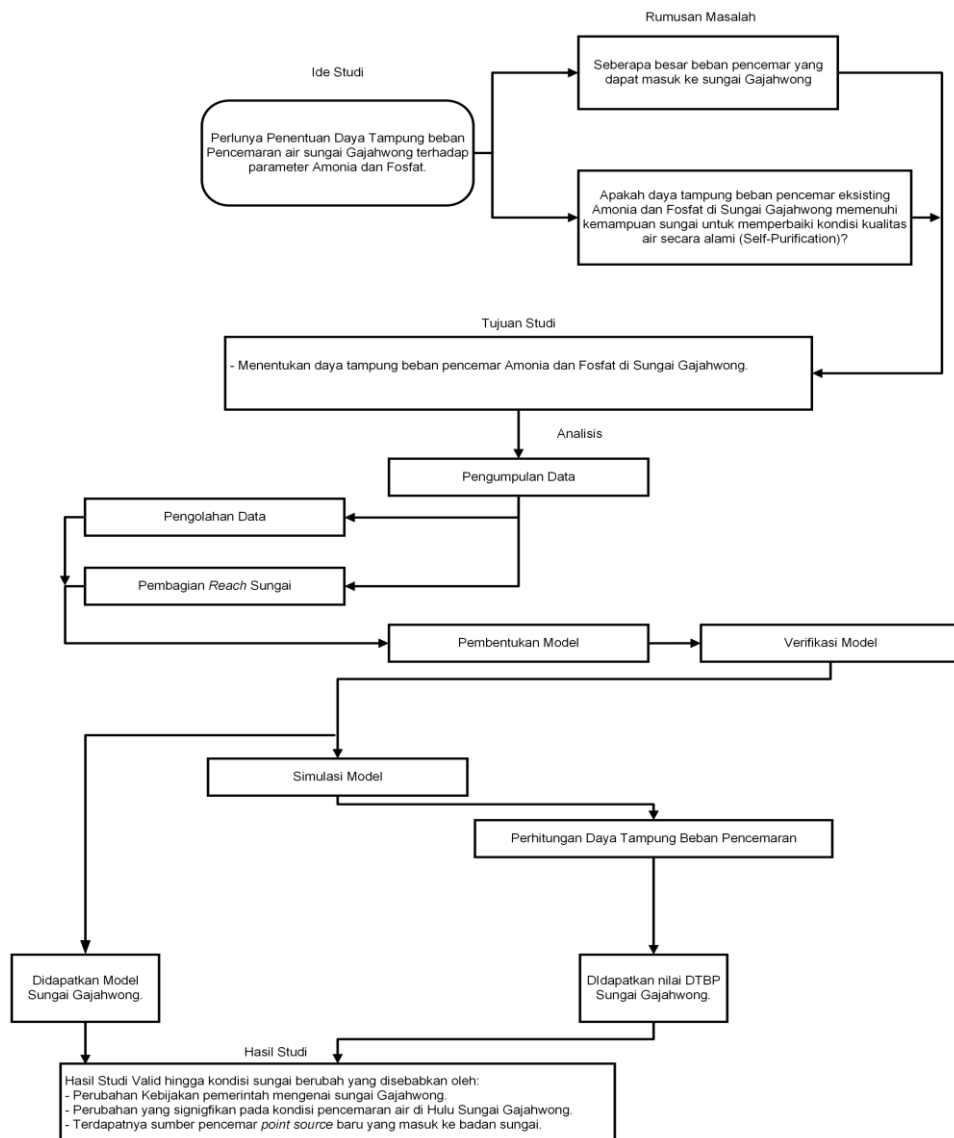 Rumusan Masalah
Ide Studi
Seberapa besar beban pencemar yang
dapat masuk ke sungai Gajahwong
Perlunya Penentuan Daya Tampung beban
Pencemaran air sungai Gajahwong terhadap
parameter Amonia dan Fosfat.
Apakah daya tampung beban pencemar eksisting
Amonia dan Fosfat di Sungai Gajahwong memenuhi
kemampuan sungai untuk memperbaiki kondisi kualitas
air secara alami (Self-Purification)?
Tujuan Studi
- Menentukan daya tampung beban pencemar Amonia dan Fosfat di Sungai Gajahwong.
Analisis
Pengumpulan Data
Pengolahan Data
Pembagian Reach Sungai
Pembentukan Model
Verifikasi Model
Simulasi Model
Perhitungan Daya Tampung Beban Pencemaran
Didapatkan Model
Sungai Gajahwong.
DIdapatkan nilai DTBP
Sungai Gajahwong.
Hasil Studi
Hasil Studi Valid hingga kondisi sungai berubah yang disebabkan oleh:
- Perubahan Kebijakan pemerintah mengenai sungai Gajahwong.
- Perubahan yang signigfikan pada kondisi pencemaran air di Hulu Sungai Gajahwong.
- Terdapatnya sumber pencemar point source baru yang masuk ke badan sungai.